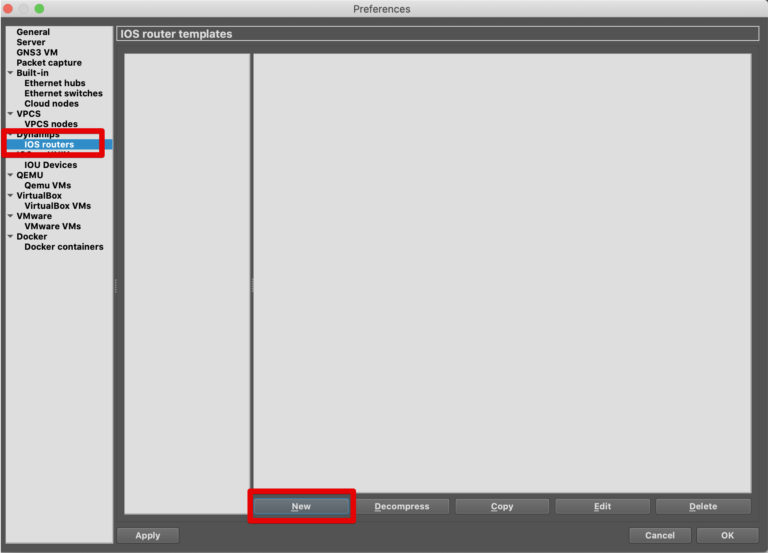 Preferences
General
Server
GNS3 VM
Packet capture
Built-in
Ethernet hubs
Ethernet switches
Cloud nodes
VPCS
VPCS nodes
Dynamips
IOS routers
IOU Devices
QEMU
Qemu VMs
VirtualBox
VirtualBox VMs
VMware
VMware VMs
Docker
Docker containers
IOS router templates
New
Decompress
Copy
Edit
Delete
Apply
Cancel
OK